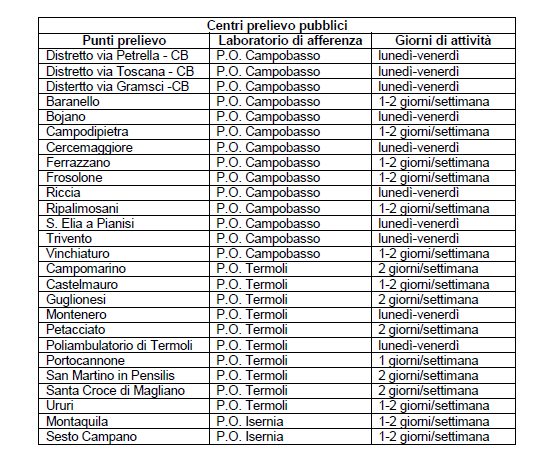 Centri prelievo pubblici
Punti prelievo Laboratorio di afferenza Giorni di attività
Distretto via Petrella - CB P.O. Campobasso lunedì-venerdì
Distretto via Toscana - CB P.O. Campobasso lunedì-venerdì
Distertto via Gramsci -CB P.O. Campobasso lunedì-venerdì
Baranello P.O. Campobasso 1-2 giorni/settimana
Bojano P.O. Campobasso lunedì-venerdì
Campodipietra P.O. Campobasso 1-2 giorni/settimana
Cercemaggiore P.O. Campobasso lunedì-venerdì
Ferrazzano P.O. Campobasso 1-2 giorni/settimana
Frosolone P.O. Campobasso 1-2 giorni/settimana
Riccia P.O. Campobasso lunedì-venerdì
Ripalimosani P.O. Campobasso 1-2 giorni/settimana
S. Elia a Pianisi P.O. Campobasso lunedì-venerdì
Trivento P.O. Campobasso lunedì-venerdì
Vinchiaturo P.O. Campobasso 1-2 giorni/settimana
Campomarino P.O. Termoli 2 giorni/settimana
Castelmauro P.O. Termoli 1-2 giorni/settimana
Guglionesi P.O. Termoli 2 giorni/settimana
Montenero P.O. Termoli lunedì-venerdì
Petacciato P.O. Termoli 2 giorni/settimana
Poliambulatorio di Termoli P.O. Termoli lunedì-venerdì
Portocannone P.O. Termoli 1 giorni/settimana
San Martino in Pensilis P.O. Termoli 2 giorni/settimana
Santa Croce di Magliano P.O. Termoli 2 giorni/settimana
Ururi P.O. Termoli 1-2 giorni/settimana
Montaquila P.O. Isernia 1-2 giorni/settimana
Sesto Campano P.O. Isernia 1-2 giorni/settimana